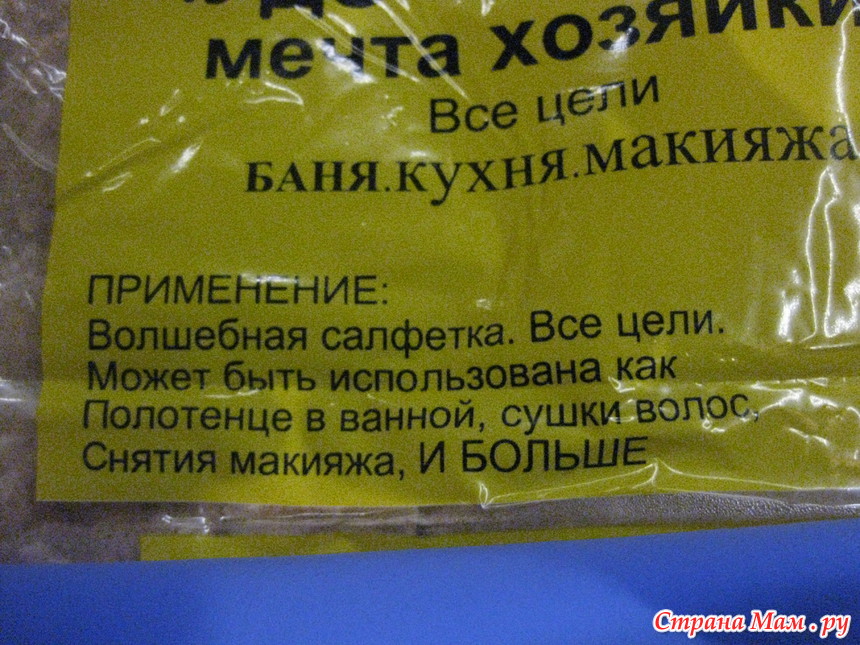 мечта хозяйки
Все цели
БАНЯ.КУХНЯ.МАКИЯЖА
ПРИМЕНЕНИЕ:
Волшебная салфетка. Все цели.
Может быть использована как
Полотенце в ванной, сушки волос,
Снятия макияжа, И БОЛЬШЕ
Страна Мам.ру